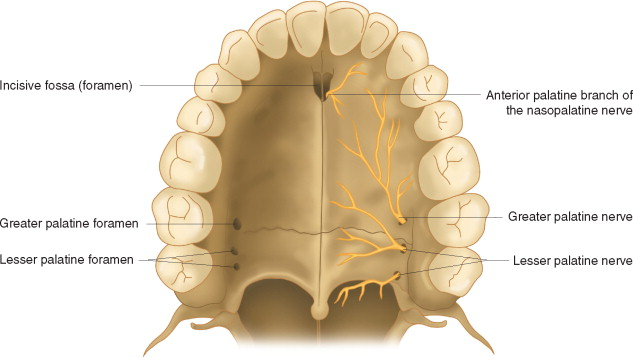 Incisive fossa (foramen)
Anterior palatine branch of
the nasopalatine nerve
Greater palatine foramen
Greater palatine nerve
Lesser palatine foramen
Lesser palatine nerve